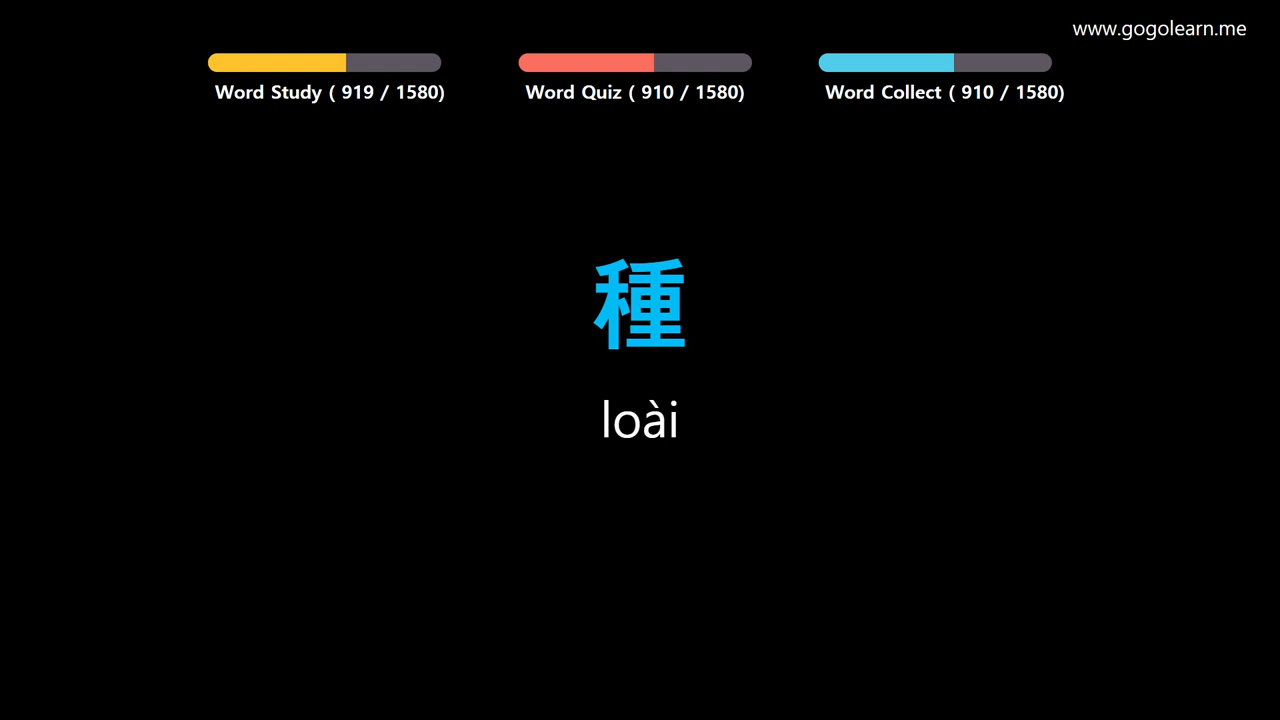 www.gogolearn.me
Word Study ( 919 / 1580)
Word Quiz ( 910 / 1580)
Word Collect ( 910 / 1580)
種
loài